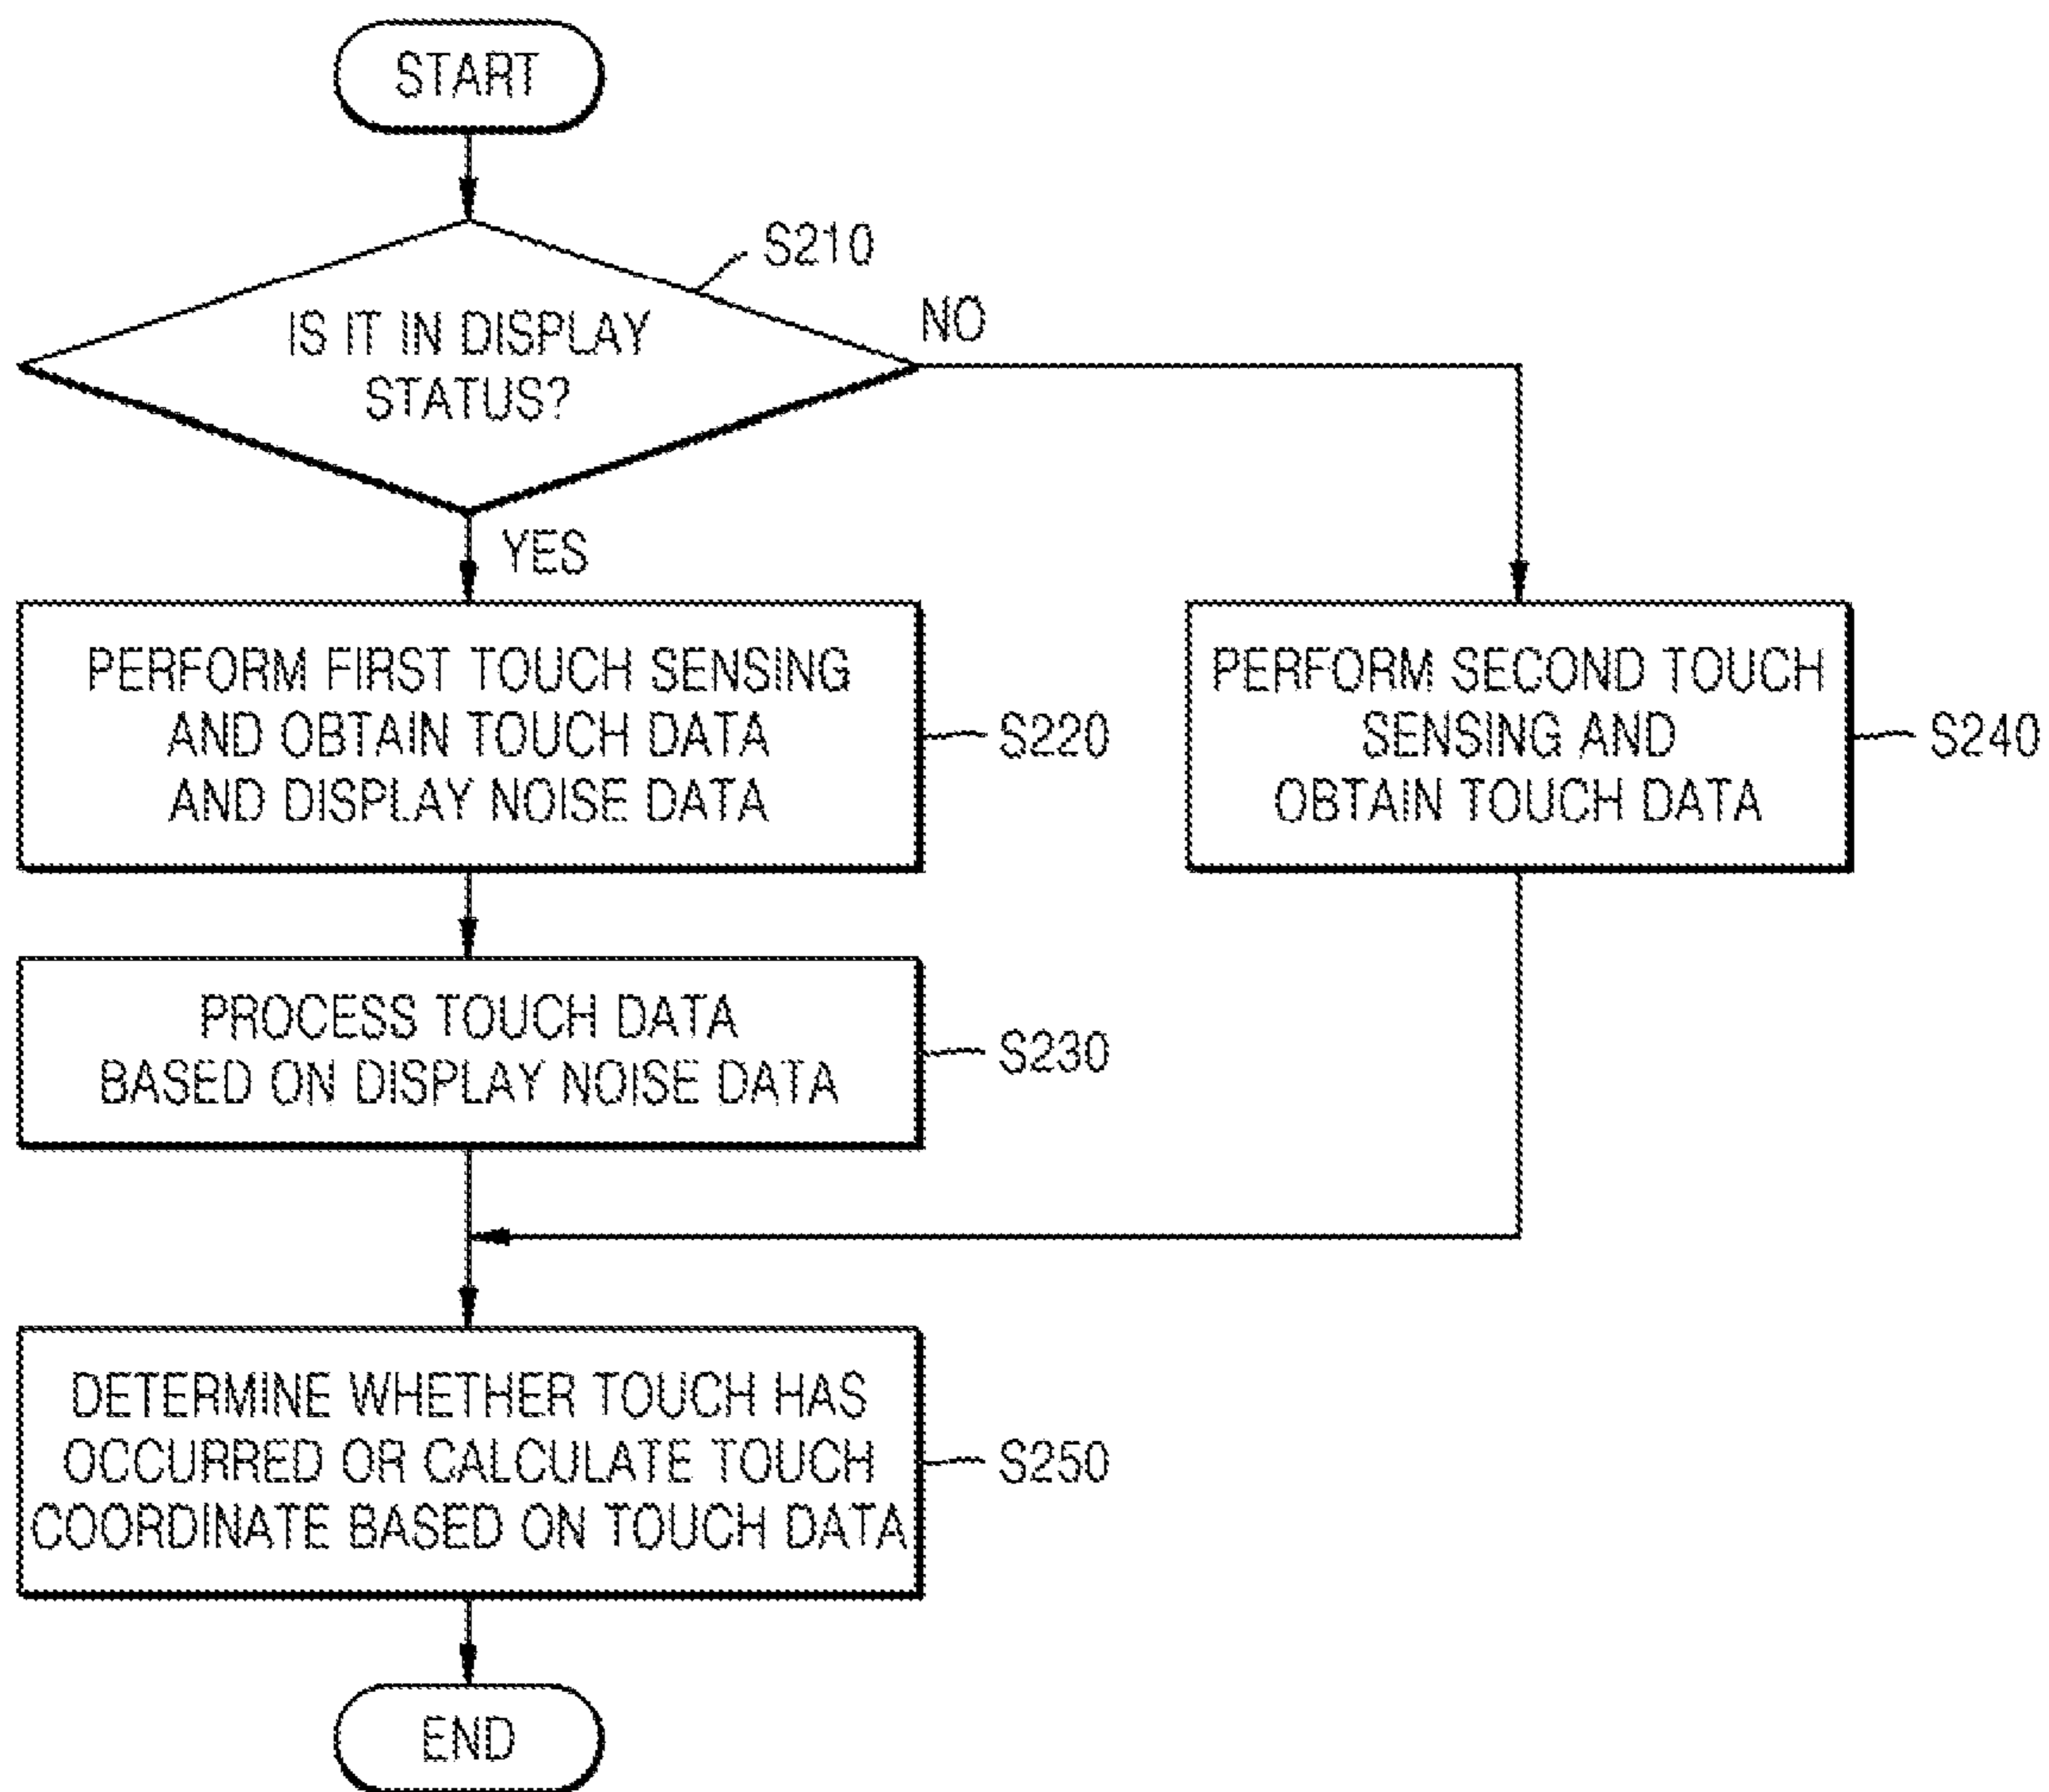 START
S210
IS IT IN DISPLAY
STATUS?
NO
YES
PERFORM FIRST TOUCH SENSING
AND OBTAIN TOUCH DATA
AND DISPLAY NOISE DATA
S220
PERFORM SECOND TOUCH
SENSING AND
OBTAIN TOUCH DATA
S240
PROCESS TOUCH DATA
BASED ON DISPLAY NOISE DATA
S230
DETERMINE WHETHER TOUCH HAS
OCCURRED OR CALCULATE TOUCH
COORDINATE BASED ON TOUCH DATA
S250
END